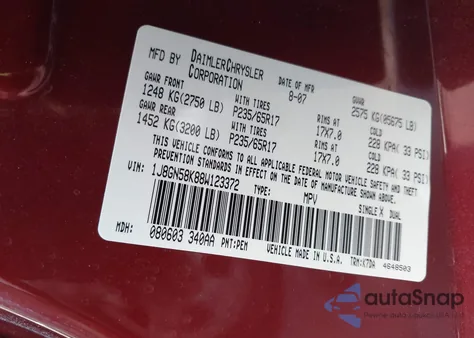 MFD BY DAIMLERCHRYSLER CORPORATION DATE OF MFR 8-07 GVWR 2575 KG(05675 LB)
GAWR FRONT WITH TIRES RIMS AT COLD
1248 KG(2750 LB) P235/65R17 17X7.0 228 KPA( 33 PSI)
GAWR REAR WITH TIRES RIMS AT COLD
1452 KG(3200 LB) P235/65R17 17X7.0 228 KPA( 33 PSI)
THIS VEHICLE CONFORMS TO ALL APPLICABLE FEDERAL MOTOR VEHICLE SAFETY, BUMPER AND THEFT
PREVENTION STANDARDS IN EFFECT ON THE DATE OF MANUFACTURE SHOWN ABOVE.
VIN: 1J8GN58K88W123372 TYPE: MPV SINGLE X DUAL
MDH: 080603 340AA PNT:PEM VEHICLE MADE IN U.S.A. TRM:X7DA 4648503
autoSnap